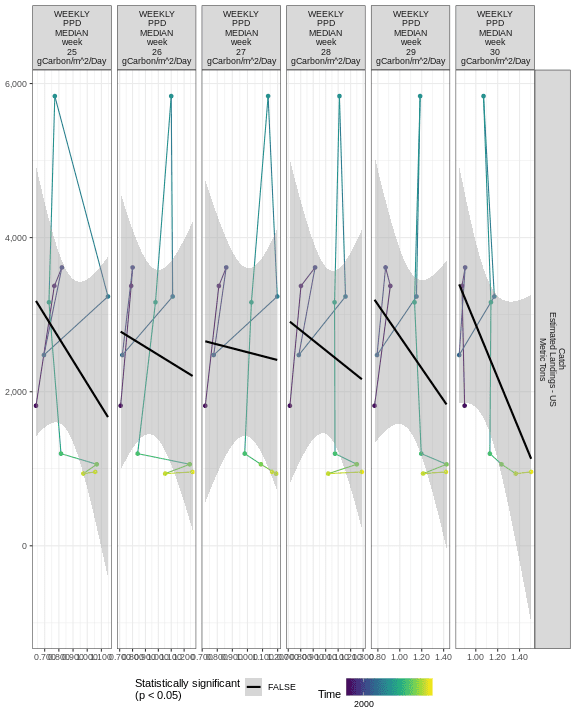 WEEKLY
PPD
MEDIAN
week
25
gCarbon/m^2/Day
WEEKLY
PPD
MEDIAN
week
26
gCarbon/m^2/Day
WEEKLY
PPD
MEDIAN
week
27
gCarbon/m^2/Day
WEEKLY
PPD
MEDIAN
week
28
gCarbon/m^2/Day
WEEKLY
PPD
MEDIAN
week
29
gCarbon/m^2/Day
WEEKLY
PPD
MEDIAN
week
30
gCarbon/m^2/Day
6,000
4,000
2,000
0
Catch
Estimated Landings - US
Metric Tons
0.80 1.00 1.20 1.40
1.00 1.20 1.40
Statistically significant
(p < 0.05)
FALSE
Time
2000